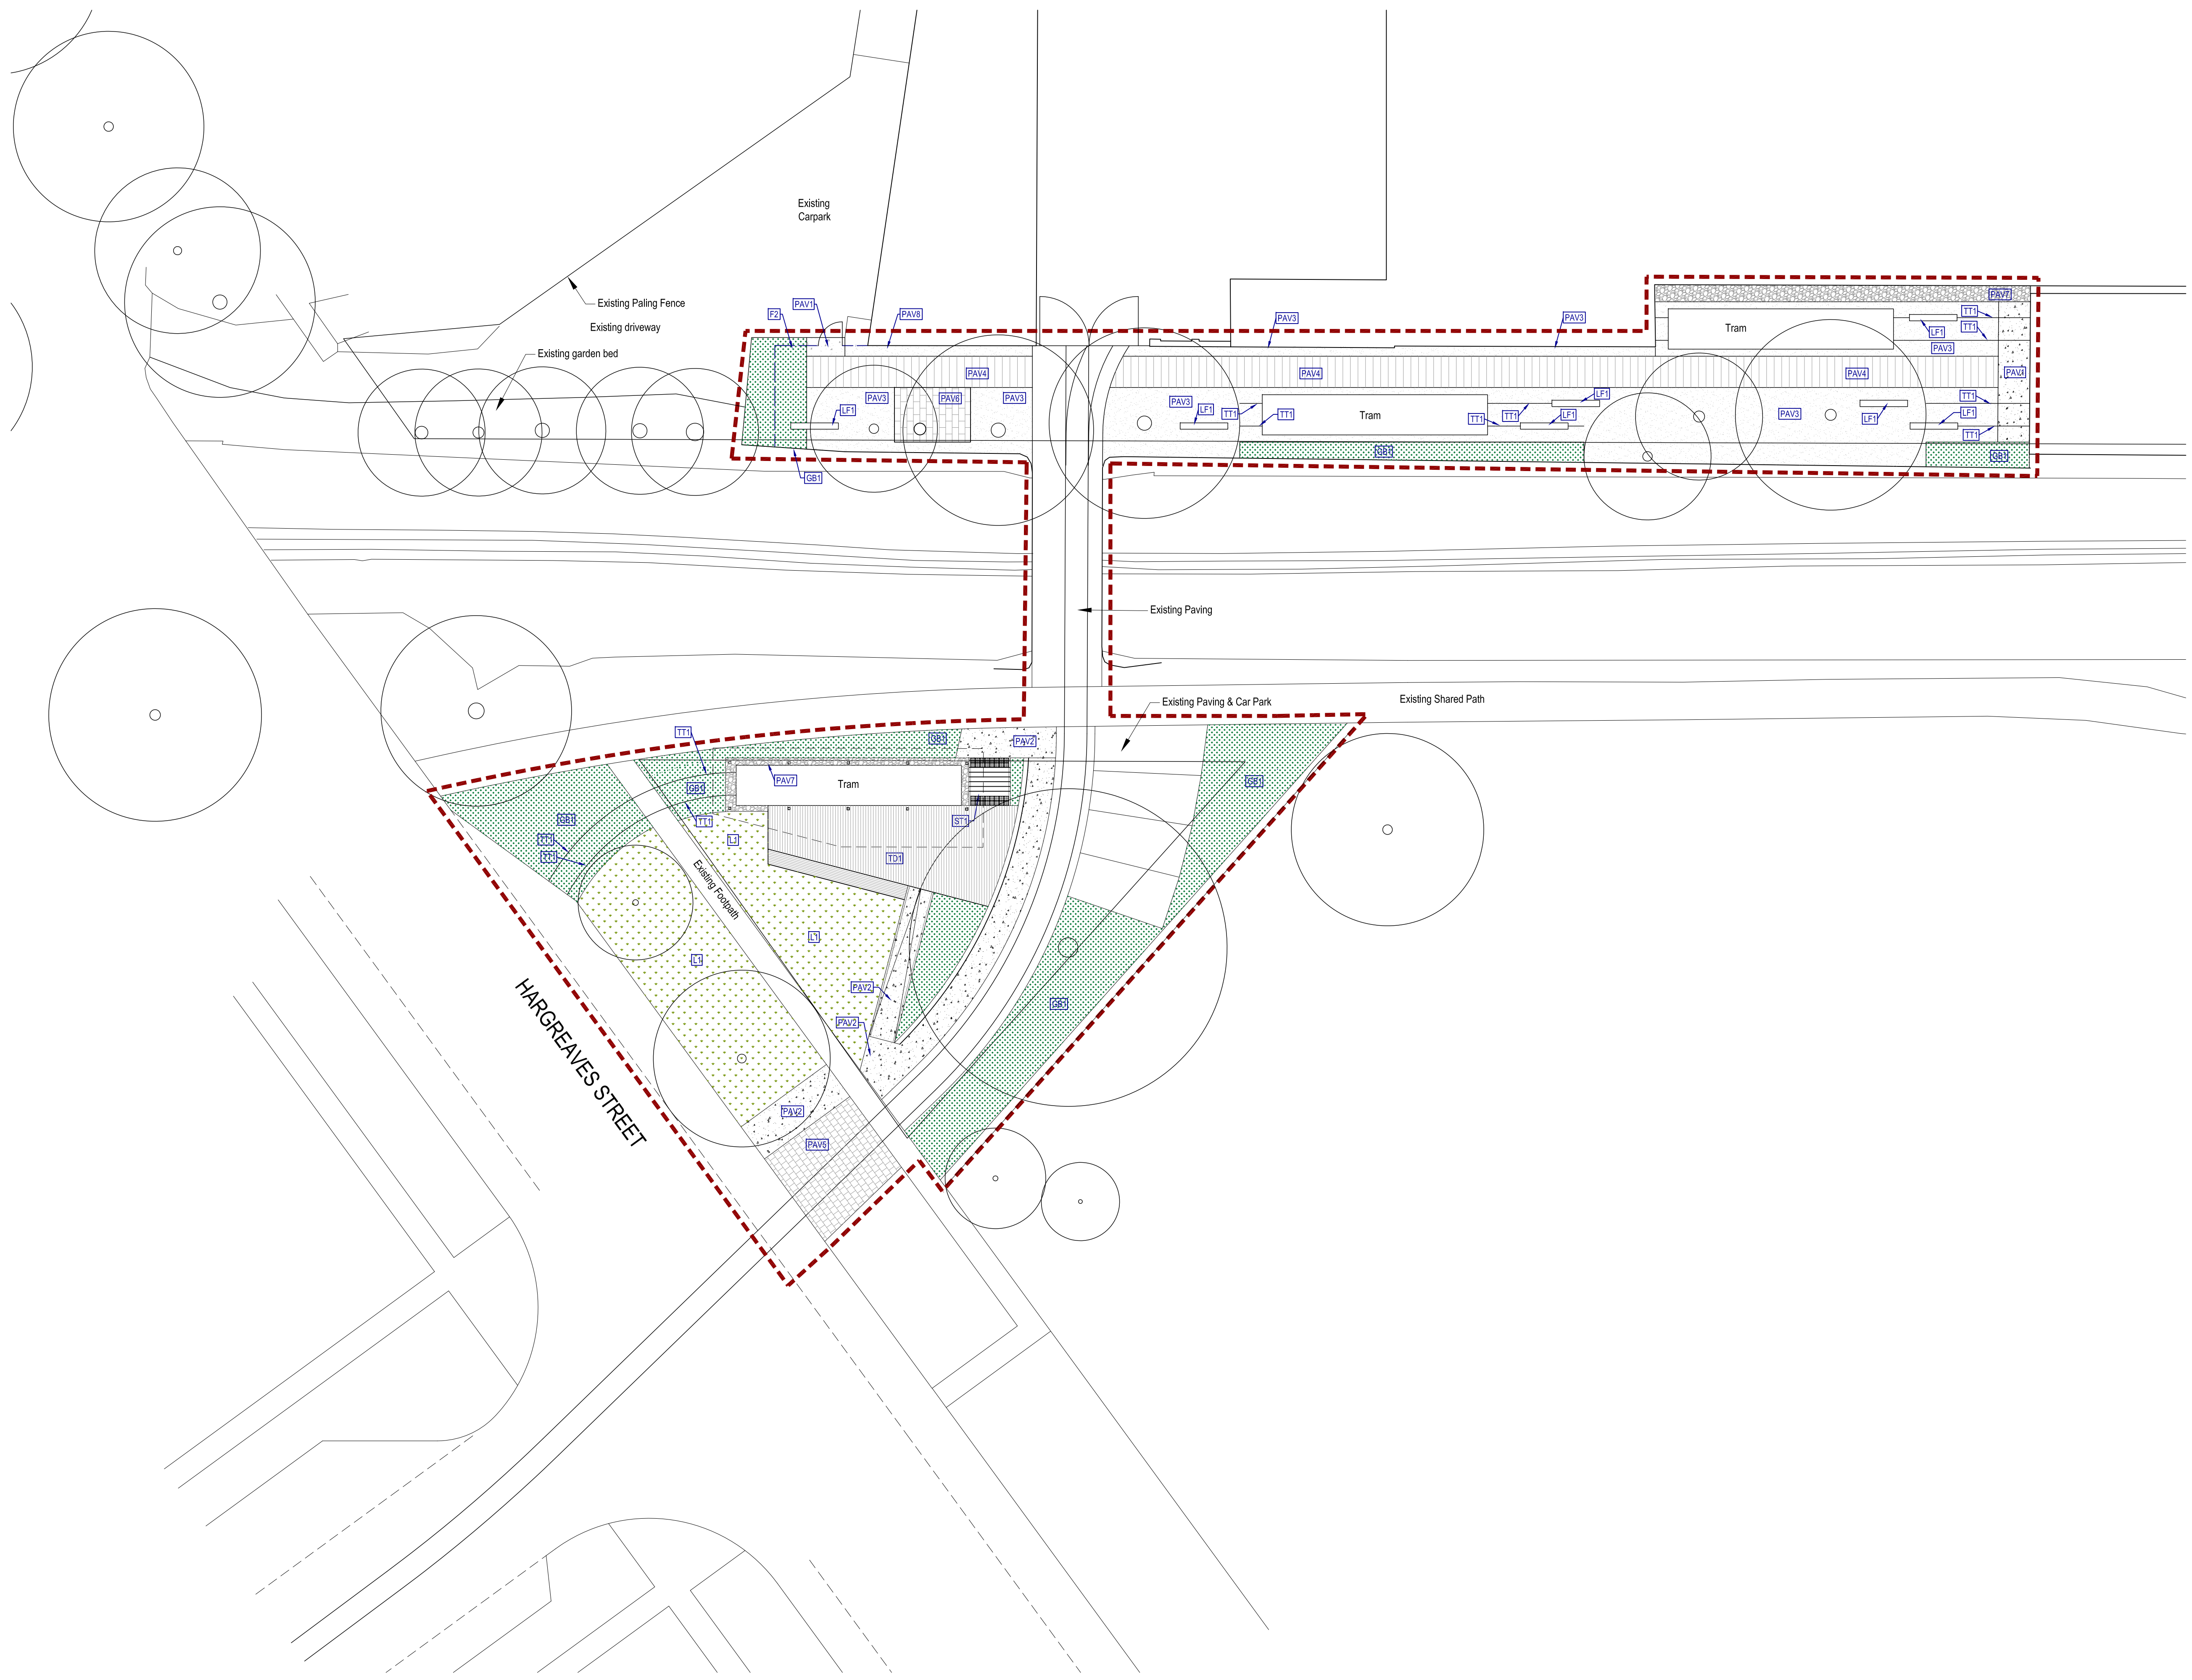 Existing
Carpark
Existing Paling Fence
Existing driveway
Existing garden bed
F2
PAV1
PAV8
PAV3
PAV3
PAV7
TT1
TT1
LF1
Tram
PAV3
PAV4
PAV4
PAV4
PAV4
PAV3
PAV6
PAV3
LF1
PAV3
LF1
TT1
TT1
Tram
TT1
TT1
LF1
LF1
PAV3
LF1
TT1
LF1
TT1
GB1
GB1
GB1
Existing Paving
Existing Paving & Car Park
Existing Shared Path
TT1
GB1
PAV2
PAV7
Tram
GB1
GB1
TT1
ST1
GB1
TT1
TT1
L1
TD1
Existing Footpath
L1
L1
PAV2
GB1
PAV2
HARGREAVES STREET
PAV2
PAV5